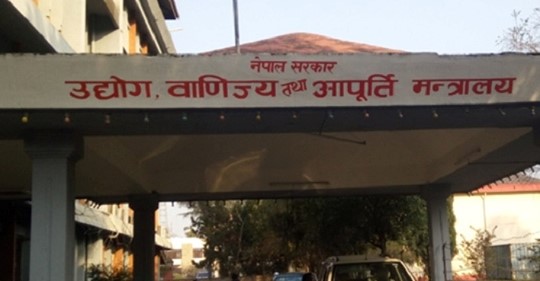 नेपाल सरकार
उद्योग, वाणिज्य तथा आपूर्ति मन्त्रालय